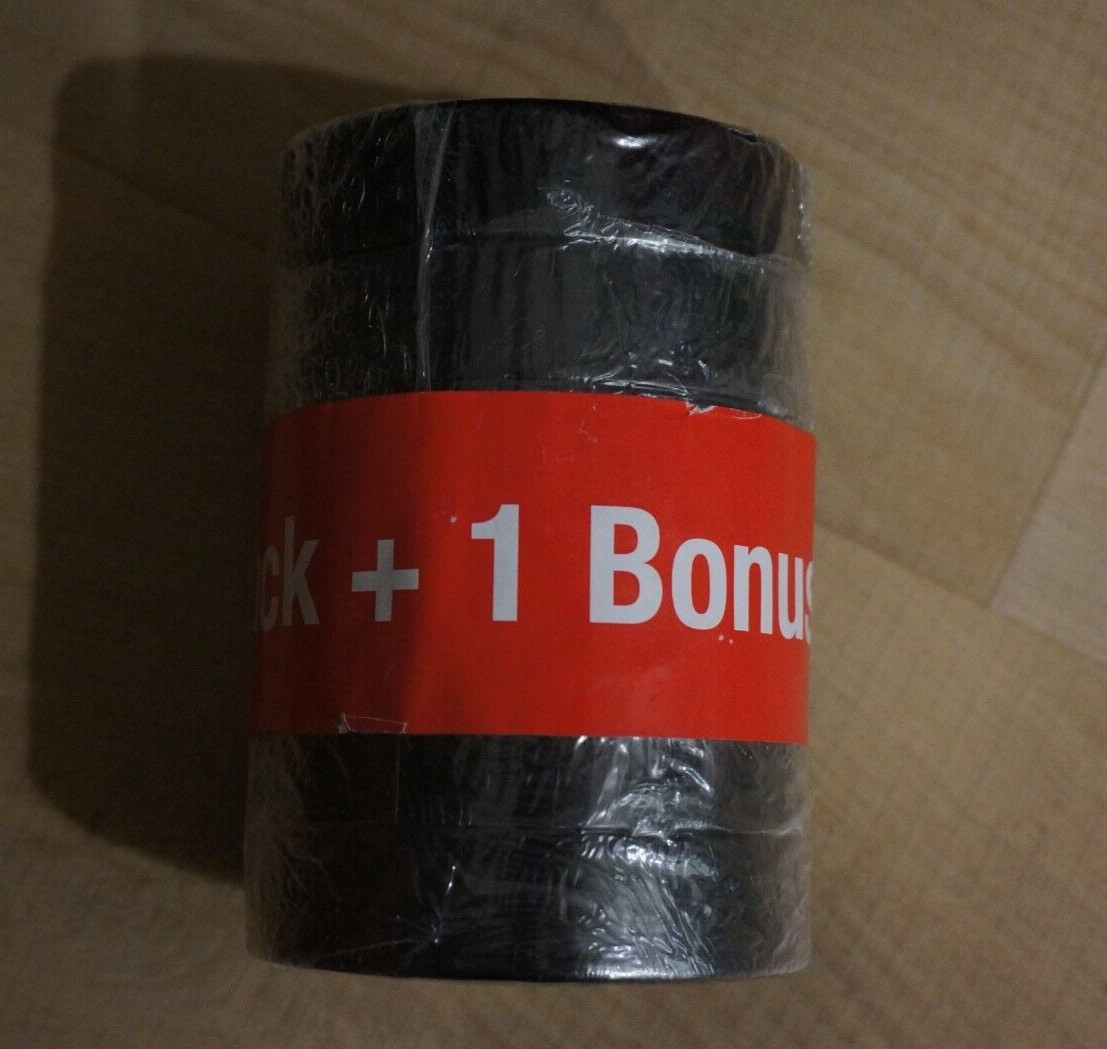 ck + 1 Bonus